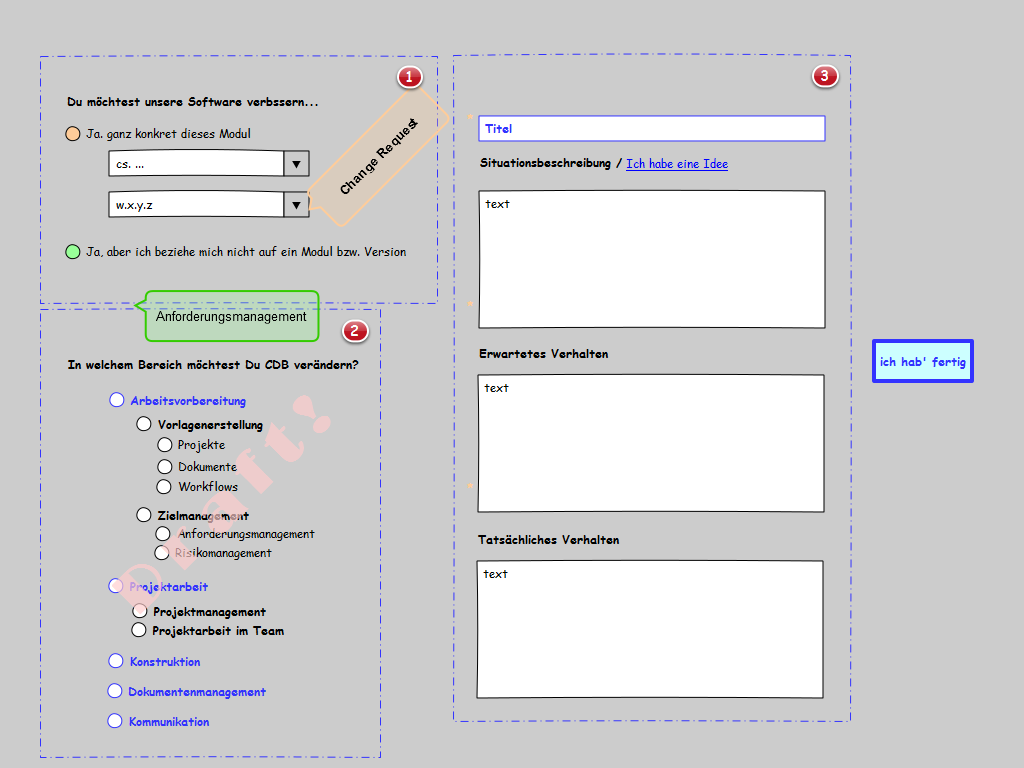 1
Du möchtest unsere Software verbssern...
Ja. ganz konkret dieses Modul
cs. ...
w.x.y.z
Change Request
Ja, aber ich beziehe mich nicht auf ein Modul bzw. Version
Anforderungsmanagement
2
In welchem Bereich möchtest Du CDB verändern?
Arbeitsvorbereitung
Vorlagenerstellung
Projekte
Dokumente
Workflows
Zielmanagement
Anforderungsmanagement
Risikomanagement
Projektarbeit
Projektmanagement
Projektarbeit im Team
Konstruktion
Dokumentenmanagement
Kommunikation
Draft!
3
Titel
Situationsbeschreibung / Ich habe eine Idee
text
Erwartetes Verhalten
text
Tatsächliches Verhalten
text
ich hab' fertig